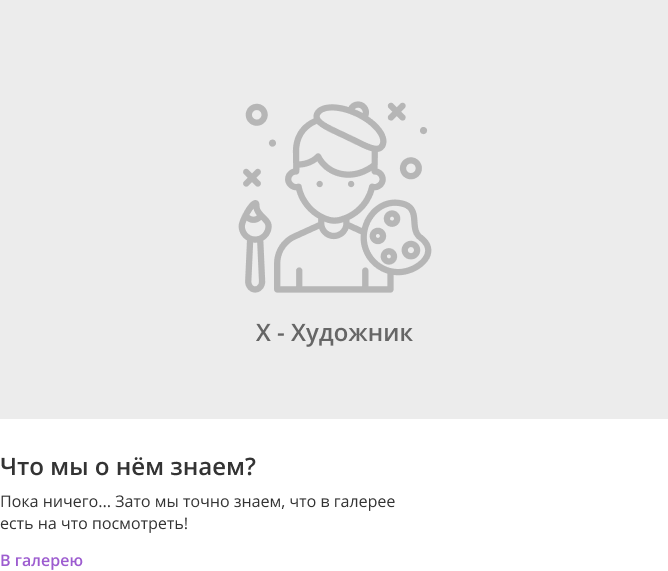 Х - Художник
Что мы о нём знаем?
Пока ничего... Зато мы точно знаем, что в галерее
есть на что посмотреть!
В галерею